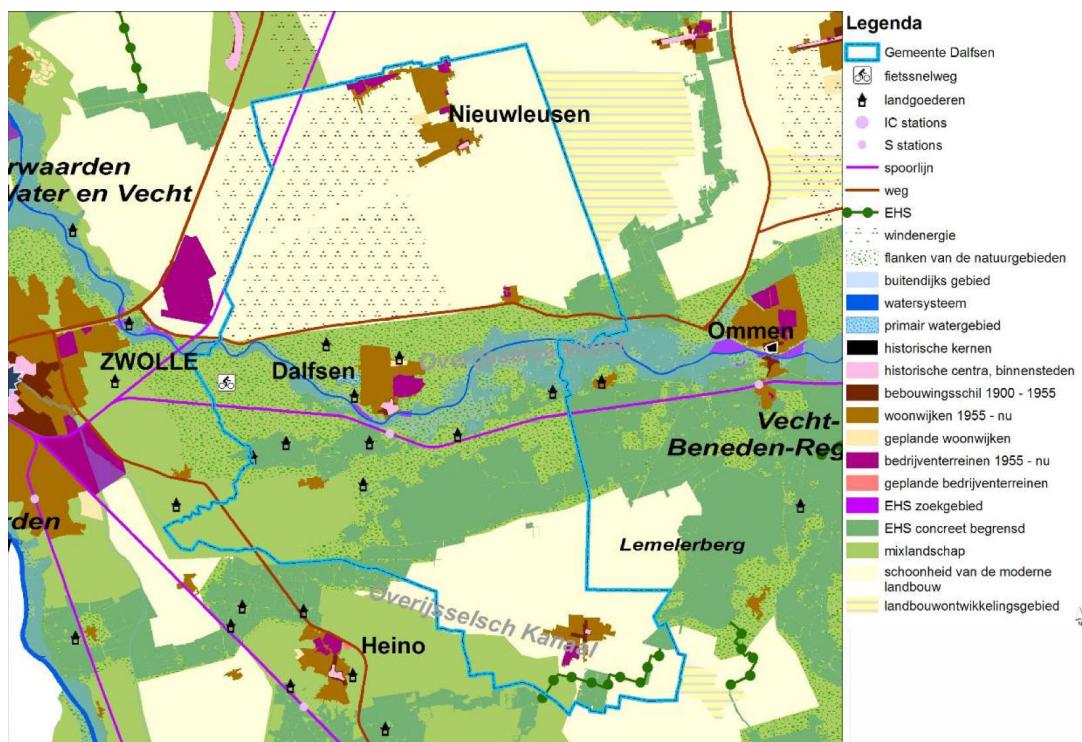 Nieuwleusen
rwaarden
Water en Vecht
ZWOLLE
Dalfsen
Overijsselse Vecht
Ommen
Vecht-
Beneden-Reg
rden
Lemelerberg
Overijsselsch Kanaal
Heino
Legenda
Gemeente Dalfsen
fietssnelweg
landgoederen
IC stations
S stations
spoorlijn
weg
EHS
windenergie
flanken van de natuurgebieden
buitendijks gebied
watersysteem
primair watergebied
historische kernen
historische centra, binnensteden
bebouwingsschil 1900 - 1955
woonwijken 1955 - nu
geplande woonwijken
bedrijventerreinen 1955 - nu
geplande bedrijventerreinen
EHS zoekgebied
EHS concreet begrensd
mixlandschap
schoonheid van de moderne
landbouw
landbouwontwikkelingsgebied